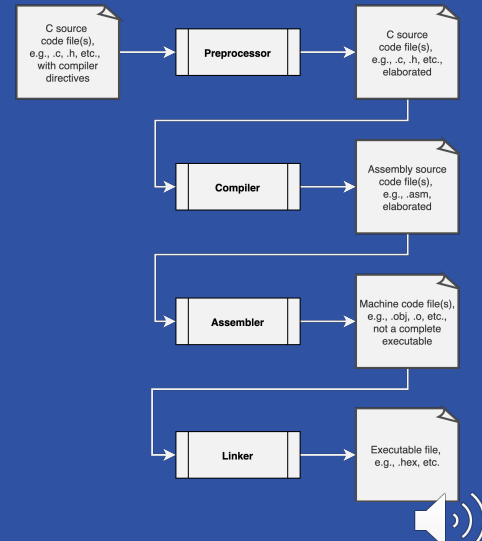 C source
code file(s),
e.g., .c, .h, etc.,
with compiler
directives
Preprocessor
C source
code file(s),
e.g., .c, .h, etc.,
elaborated
Compiler
Assembly source
code file(s),
e.g., .asm,
elaborated
Assembler
Machine code file(s),
e.g., .obj, .o, etc.,
not a complete
executable
Linker
Executable file,
e.g., .hex, etc.